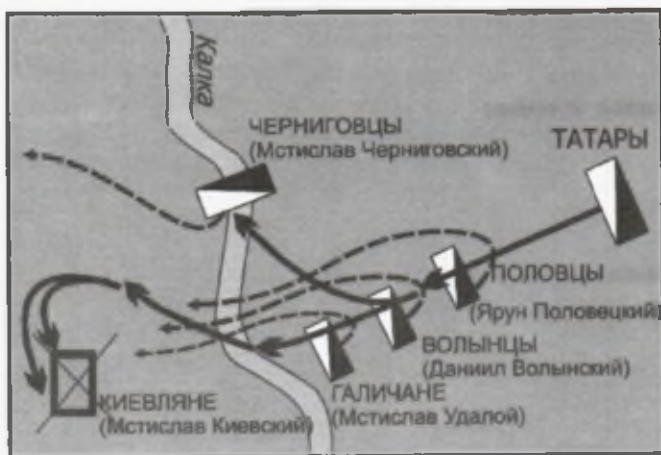 Калка
ЧЕРНИГОВЦЫ
(Мстислав Черниговский)
ТАТАРЫ
ПОЛОВЦЫ
(Ярун Половецкий)
ВОЛЫНЦЫ
(Даниил Волынский)
ГАЛИЧАНЕ
(Мстислав Удалой)
КИЕВЛЯНЕ
(Мстислав Киевский)